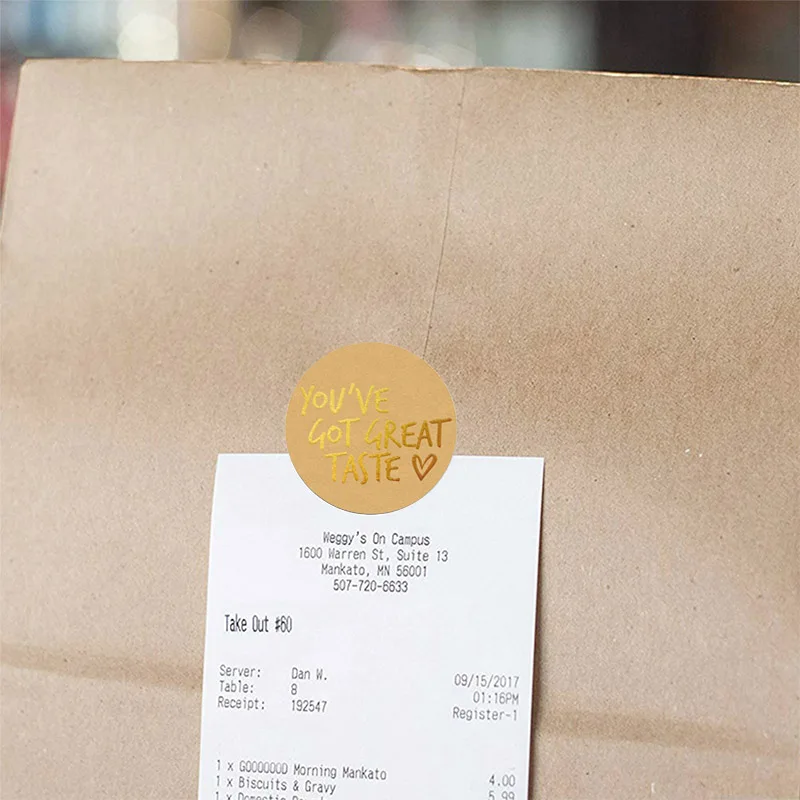 YOU'VE
GOT GREAT
TASTE ♡
Weggy's On Campus
1600 Warren St, Suite 13
Mankato, MN 56001
507-720-6633
Take Out #60
Server: Dan W. 09/15/2017
Table: 8 01:16PM
Receipt: 192547 Register-1
1 x GOOOOOOD Morning Mankato 4.00
1 x Biscuits & Gravy 5.99
1 x Domestic